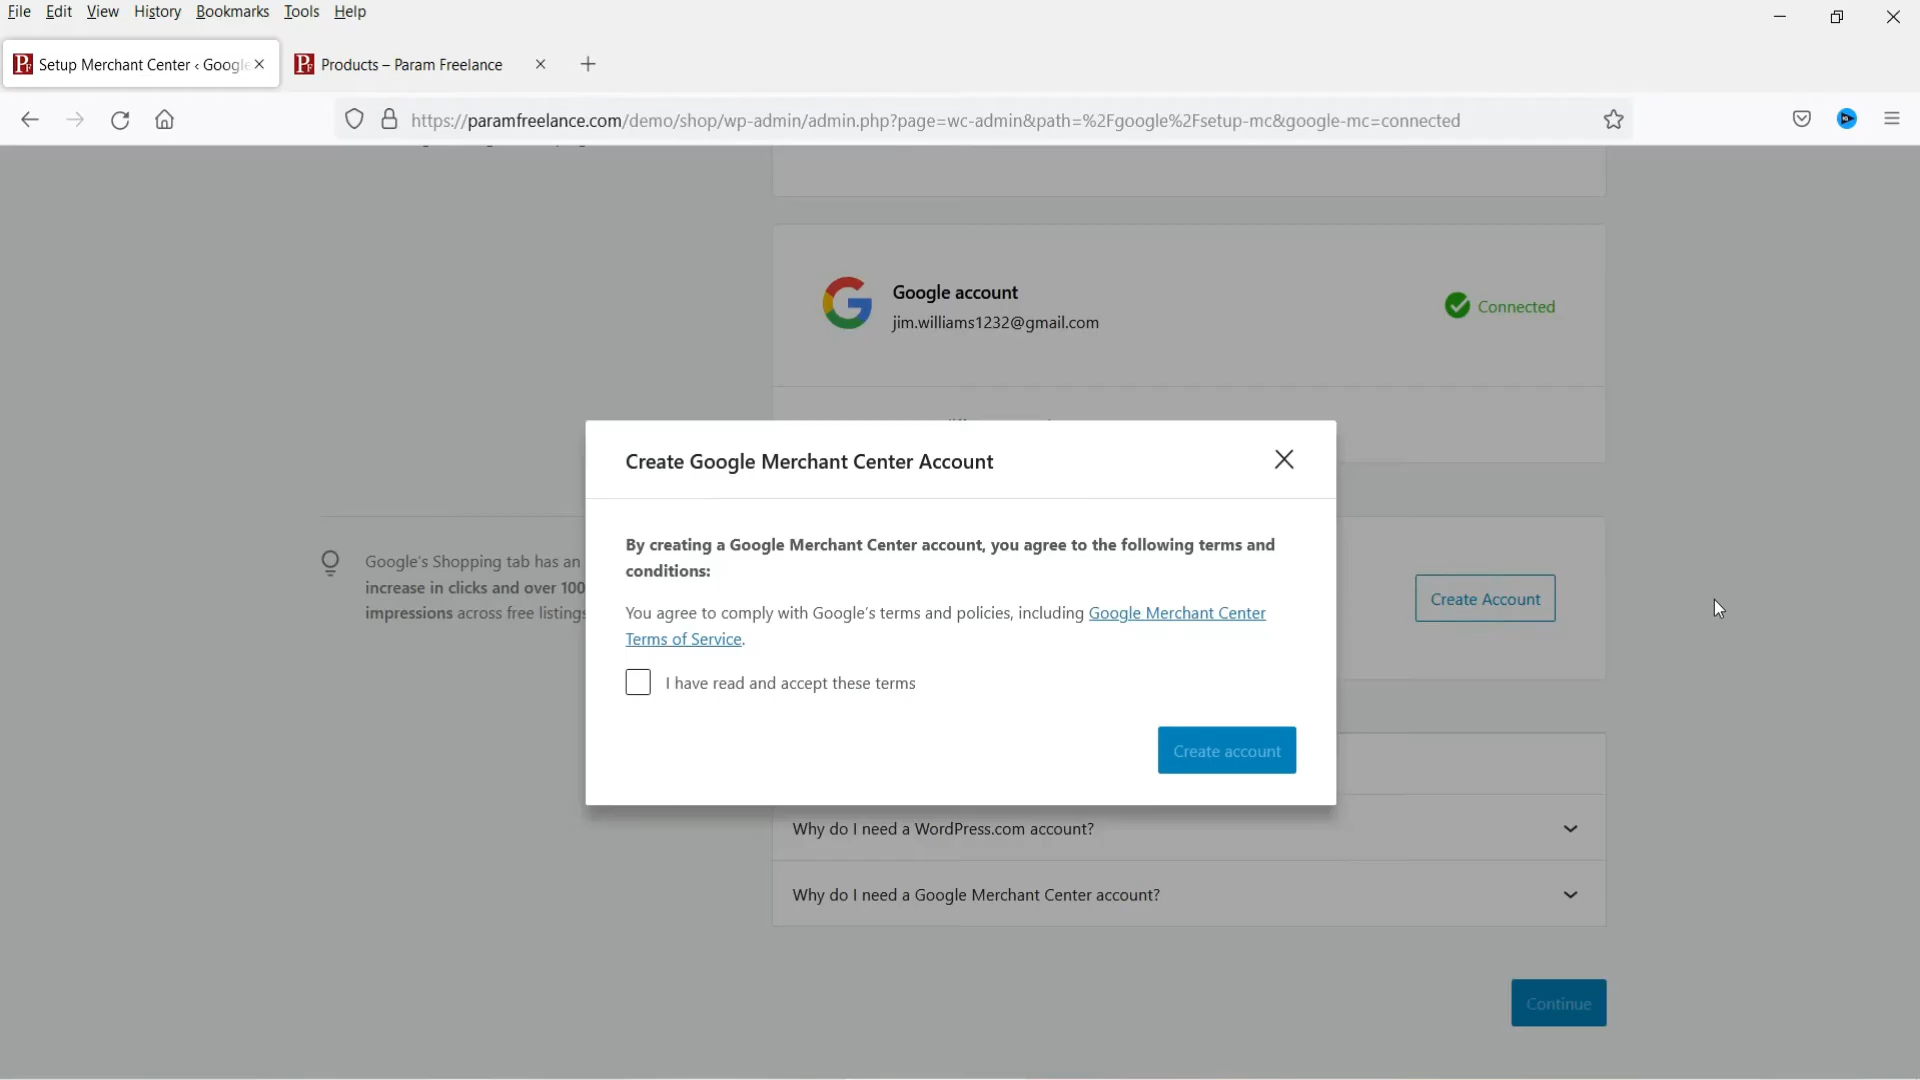 File Edit View History Bookmarks Tools Help
Setup Merchant Center ‹ Google
Products – Param Freelance
https://paramfreelance.com/demo/shop/wp-admin/admin.php?page=wc-admin&path=%2Fgoogle%2Fsetup-mc&google-mc=connected
Google account
jim.williams1232@gmail.com
Connected
Create Google Merchant Center Account
By creating a Google Merchant Center account, you agree to the following terms and
conditions:
You agree to comply with Google's terms and policies, including Google Merchant Center
Terms of Service.
I have read and accept these terms
Create account
Google's Shopping tab has an
increase in clicks and over 100
impressions across free listings
Create Account
Why do I need a WordPress.com account?
Why do I need a Google Merchant Center account?
Continue